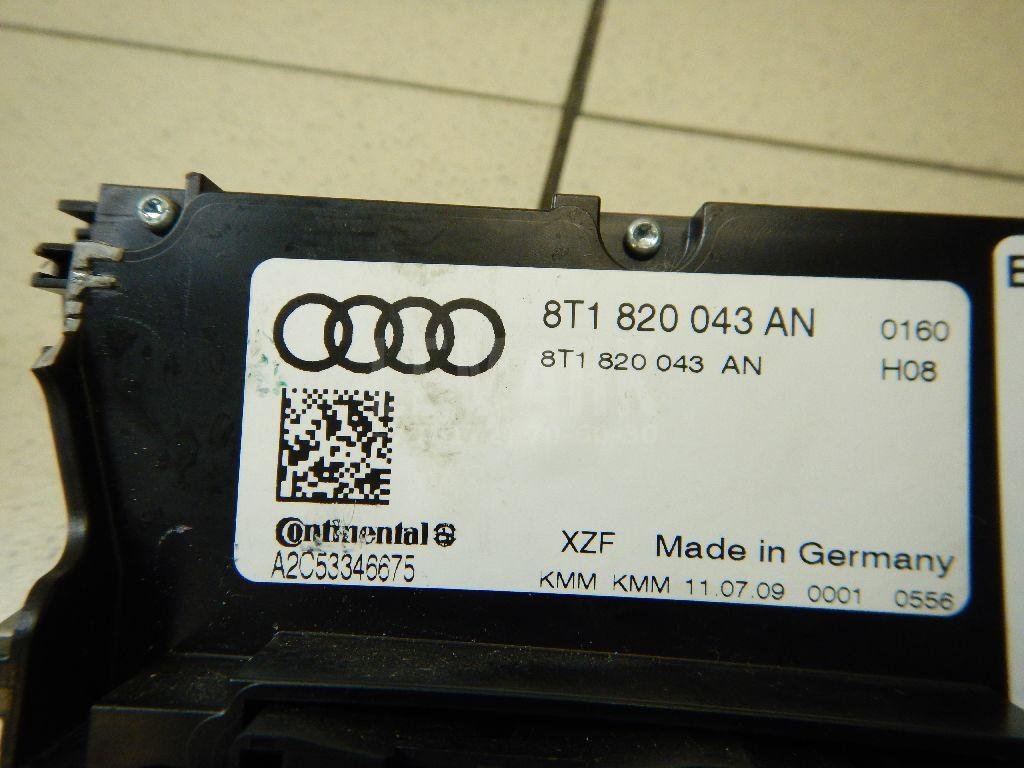 8T1 820 043 AN 0160
8T1 820 043 AN H08
Continental
A2C53346675
XZF Made in Germany
KMM KMM 11.07.09 0001 0556